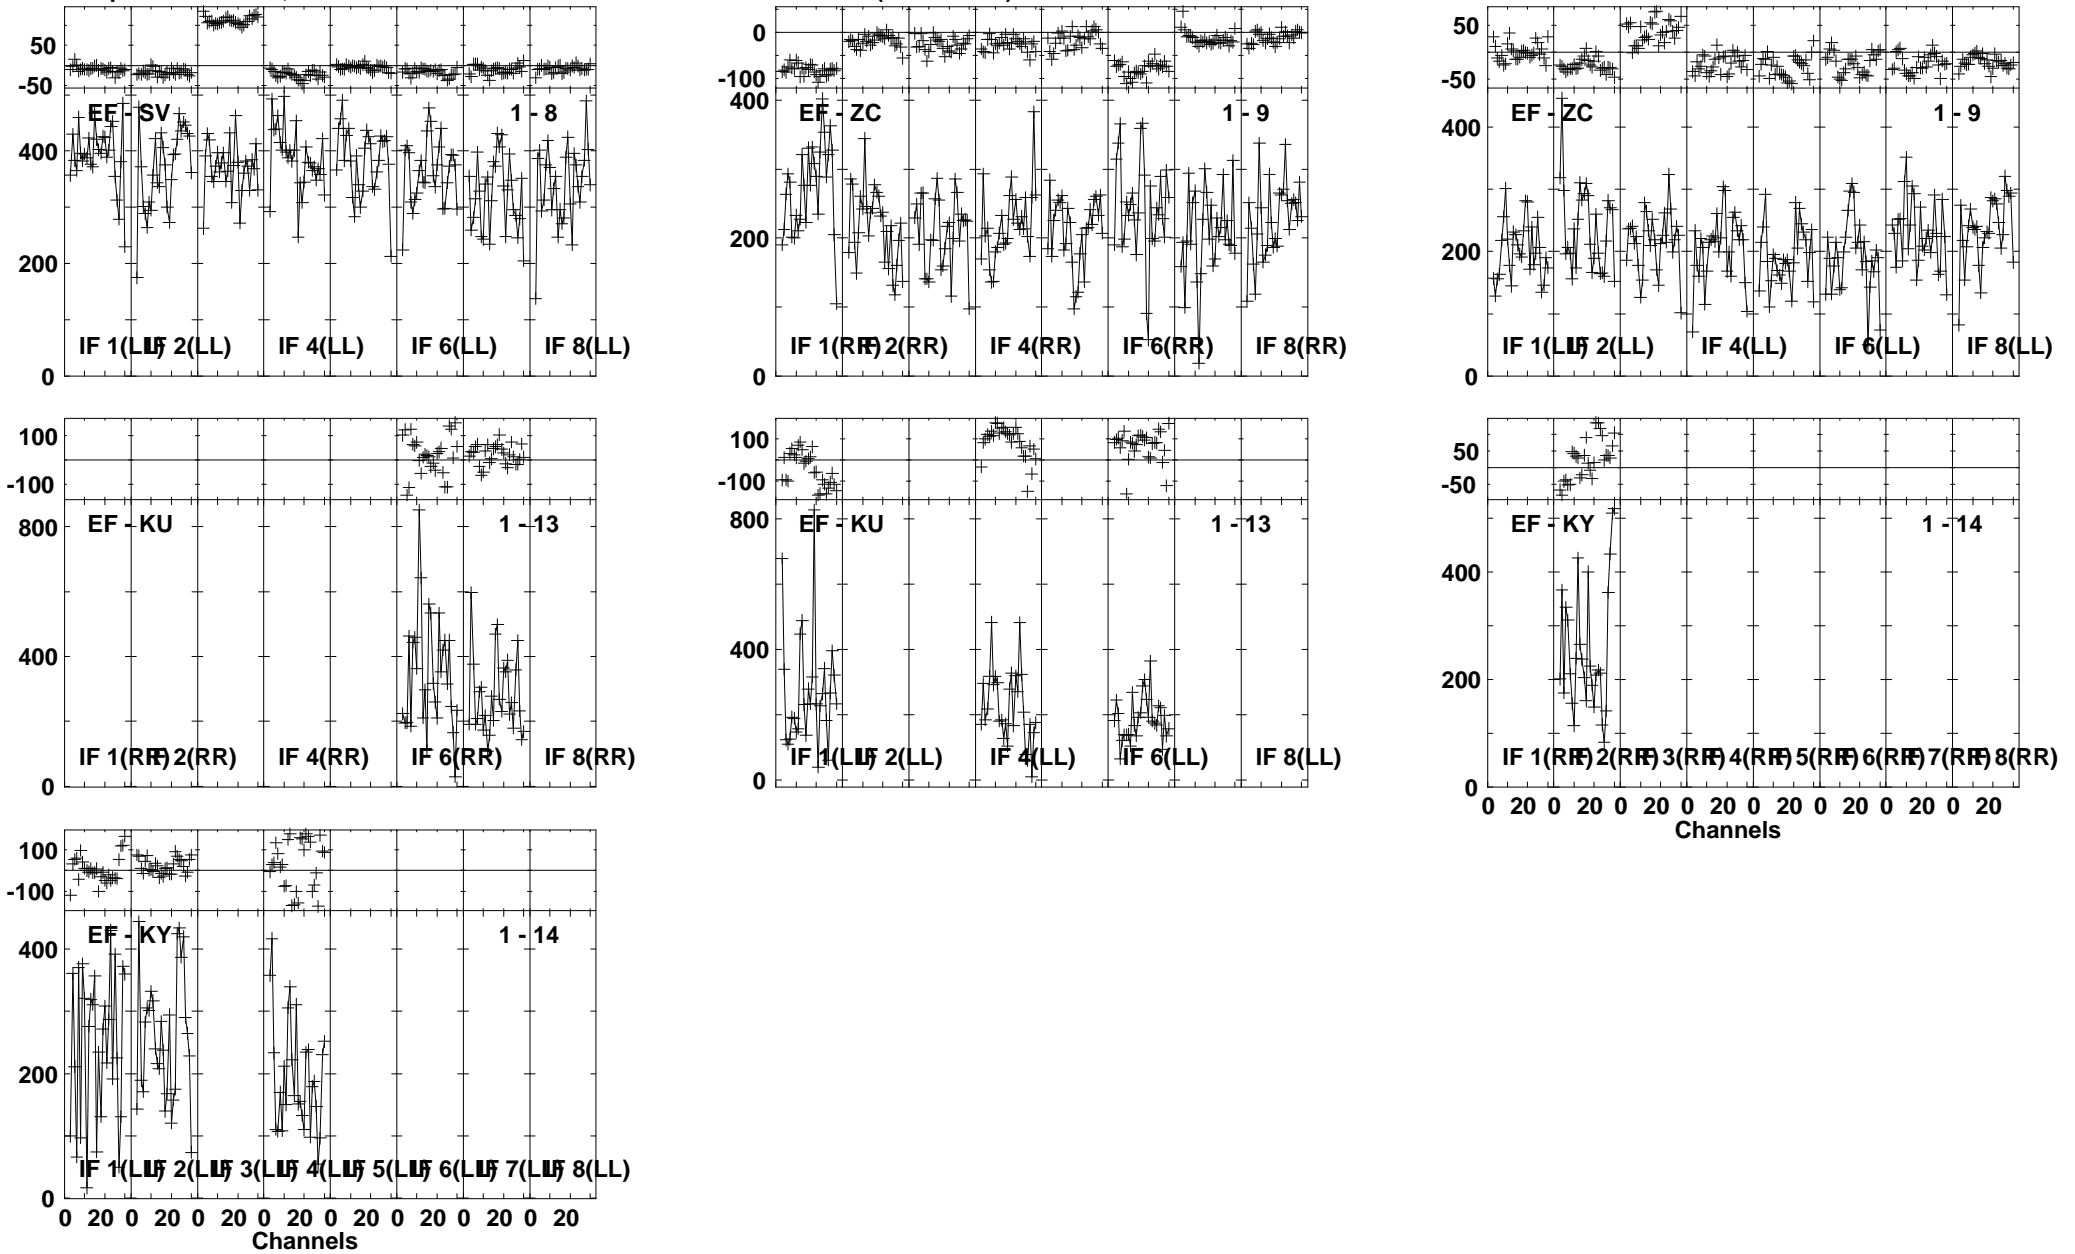 50
-50
EF - SV
1 - 8
400
200
0
IF 1(LL)
IF 2(LL)
IF 4(LL)
IF 6(LL)
IF 8(LL)
0
-100
400
EF - ZC
1 - 9
200
0
IF 1(RR)
IF 2(RR)
IF 4(RR)
IF 6(RR)
IF 8(RR)
50
-50
EF - ZC
1 - 9
400
200
0
IF 1(LL)
IF 2(LL)
IF 4(LL)
IF 6(LL)
IF 8(LL)
100
-100
EF - KU
1 - 13
800
400
0
IF 1(RR)
IF 2(RR)
IF 4(RR)
IF 6(RR)
IF 8(RR)
100
-100
800
EF - KU
1 - 13
400
0
IF 1(LL)
IF 2(LL)
IF 4(LL)
IF 6(LL)
IF 8(LL)
50
-50
EF - KY
1 - 14
400
200
0
IF 1(RR)
IF 2(RR)
IF 3(RR)
IF 4(RR)
IF 5(RR)
IF 6(RR)
IF 7(RR)
IF 8(RR)
0 20 0 20 0 20 0 20 0 20 0 20 0 20 0 20
Channels
100
-100
EF - KY
1 - 14
400
200
0
IF 1(LL)
IF 2(LL)
IF 3(LL)
IF 4(LL)
IF 5(LL)
IF 6(LL)
IF 7(LL)
IF 8(LL)
0 20 0 20 0 20 0 20 0 20 0 20 0 20 0 20
Channels